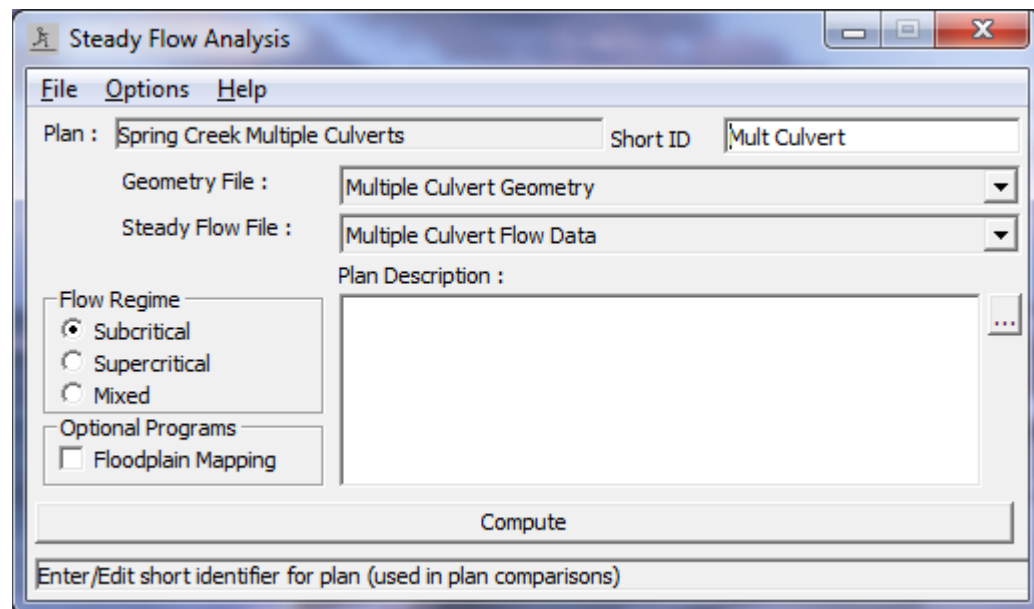 Steady Flow Analysis
File Options Help
Plan : Spring Creek Multiple Culverts Short ID Mult Culvert
Geometry File : Multiple Culvert Geometry
Steady Flow File : Multiple Culvert Flow Data
Plan Description :
Flow Regime
Subcritical
Supercritical
Mixed
Optional Programs
Floodplain Mapping
...
Compute
Enter/Edit short identifier for plan (used in plan comparisons)